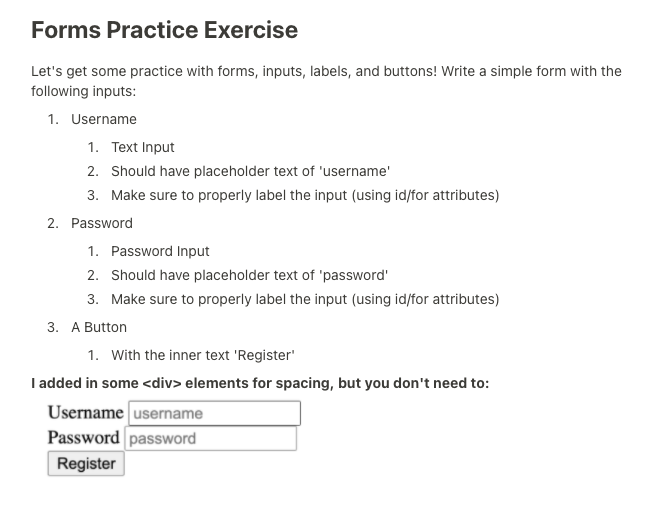 Forms Practice Exercise
Let's get some practice with forms, inputs, labels, and buttons! Write a simple form with the
following inputs:
1. Username
1. Text Input
2. Should have placeholder text of 'username'
3. Make sure to properly label the input (using id/for attributes)
2. Password
1. Password Input
2. Should have placeholder text of 'password'
3. Make sure to properly label the input (using id/for attributes)
3. A Button
1. With the inner text 'Register'
I added in some <div> elements for spacing, but you don't need to:
Username username
Password password
Register